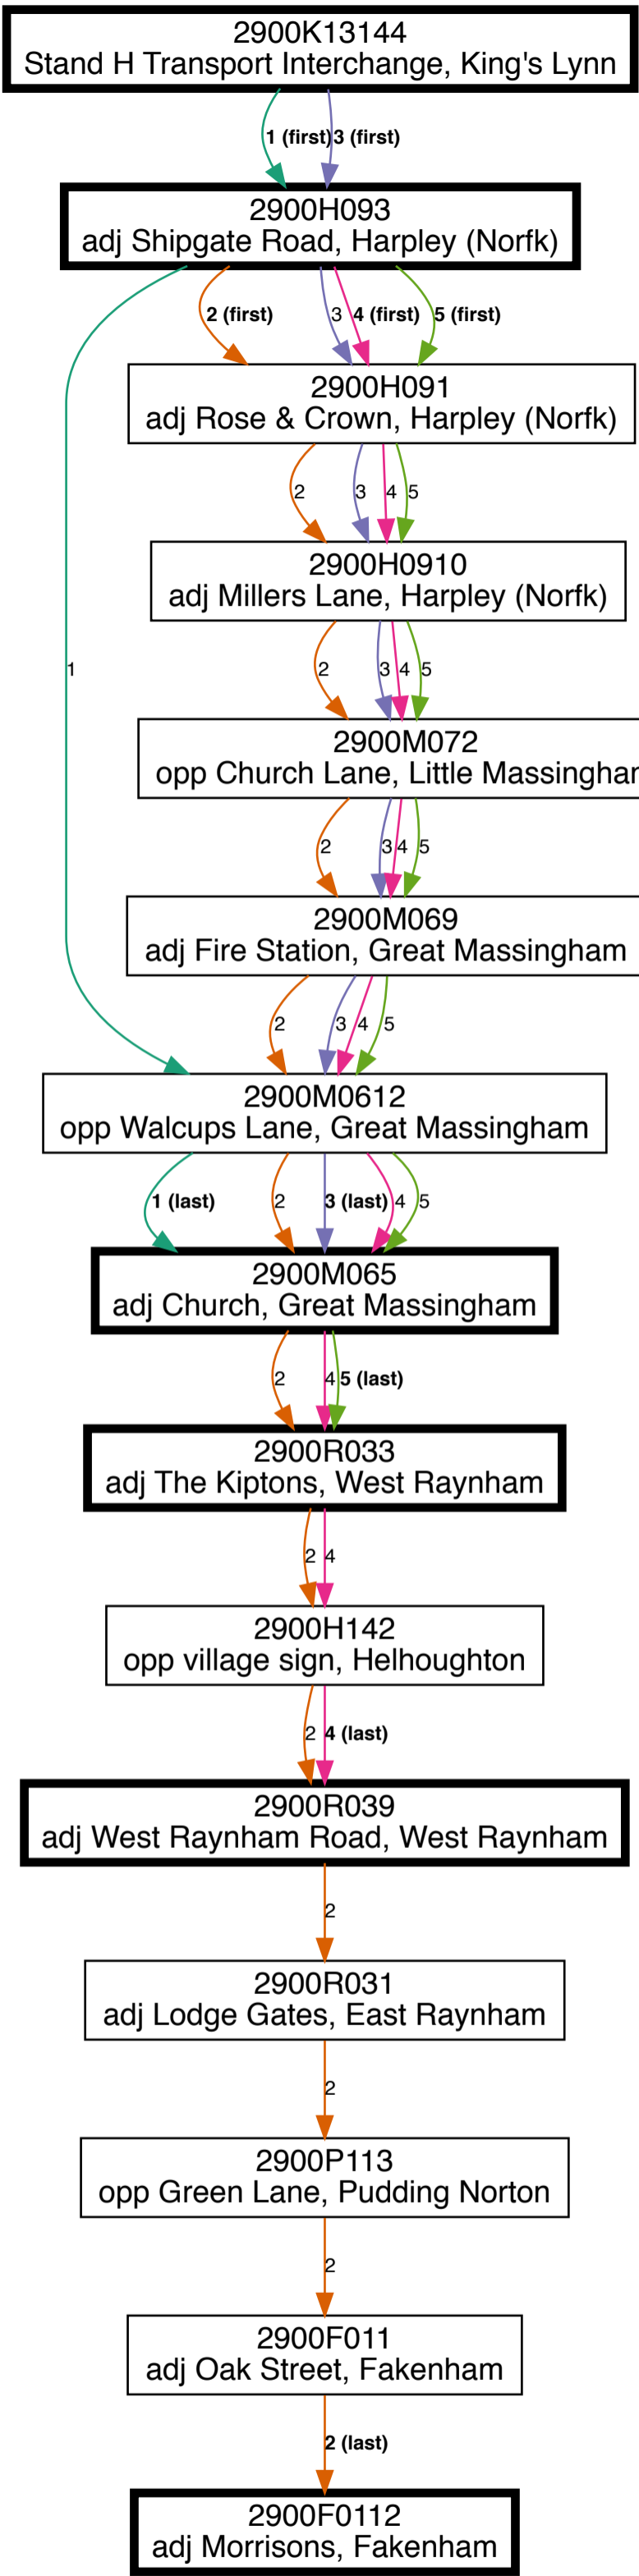 2900K13144
Stand H Transport Interchange, King's Lynn
1 (first) 3 (first)
2900H093
adj Shipgate Road, Harpley (Norfk)
2 (first) 3 4 (first) 5 (first)
2900H091
adj Rose & Crown, Harpley (Norfk)
2 3 4 5
2900H0910
adj Millers Lane, Harpley (Norfk)
1 2 3 4 5
2900M072
opp Church Lane, Little Massingha
2 3 4 5
2900M069
adj Fire Station, Great Massingham
2 3 4 5
2900M0612
opp Walcups Lane, Great Massingham
1 (last) 2 3 (last) 4 5
2900M065
adj Church, Great Massingham
2 4 5 (last)
2900R033
adj The Kiptons, West Raynham
2 4
2900H142
opp village sign, Helhoughton
2 4 (last)
2900R039
adj West Raynham Road, West Raynham
2
2900R031
adj Lodge Gates, East Raynham
2
2900P113
opp Green Lane, Pudding Norton
2
2900F011
adj Oak Street, Fakenham
2 (last)
2900F0112
adj Morrisons, Fakenham